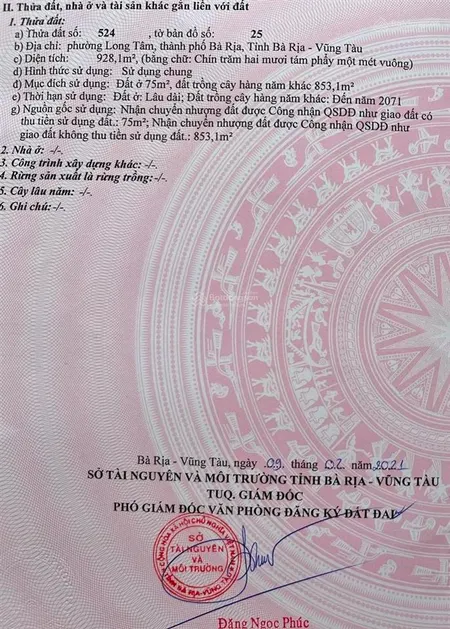 II. Thửa đất, nhà ở và tài sản khác gắn liền với đất
1. Thửa đất:
a) Thửa đất số: 524 , tờ bản đồ số: 25
b) Địa chỉ: phường Long Tâm, thành phố Bà Rịa, Tỉnh Bà Rịa - Vũng Tàu
c) Diện tích: 928,1m², (bằng chữ: Chín trăm hai mươi tám phẩy một mét vuông)
d) Hình thức sử dụng: Sử dụng chung
đ) Mục đích sử dụng: Đất ở 75m², đất trồng cây hàng năm khác 853,1m²
e) Thời hạn sử dụng: Đất ở: Lâu dài; Đất trồng cây hàng năm khác: Đến năm 2071
g) Nguồn gốc sử dụng: Nhận chuyển nhượng đất được Công nhận QSDĐ như giao đất có
thu tiền sử dụng đất.: 75m²; Nhận chuyển nhượng đất được Công nhận QSDĐ như
giao đất không thu tiền sử dụng đất.: 853,1m²
2. Nhà ở: -/-.
3. Công trình xây dựng khác: -/-.
4. Rừng sản xuất là rừng trồng: -/-.
5. Cây lâu năm: -/-.
6. Ghi chú: -/-.
Bà Rịa - Vũng Tàu, ngày 09 tháng 02 năm 2021
SỞ TÀI NGUYÊN VÀ MÔI TRƯỜNG TỈNH BÀ RỊA - VŨNG TÀU
TUQ. GIÁM ĐỐC
PHÓ GIÁM ĐỐC VĂN PHÒNG ĐĂNG KÝ ĐẤT ĐAI
SỞ
TÀI NGUYÊN
VÀ
MÔI TRƯỜNG
Đặng Ngọc Phúc